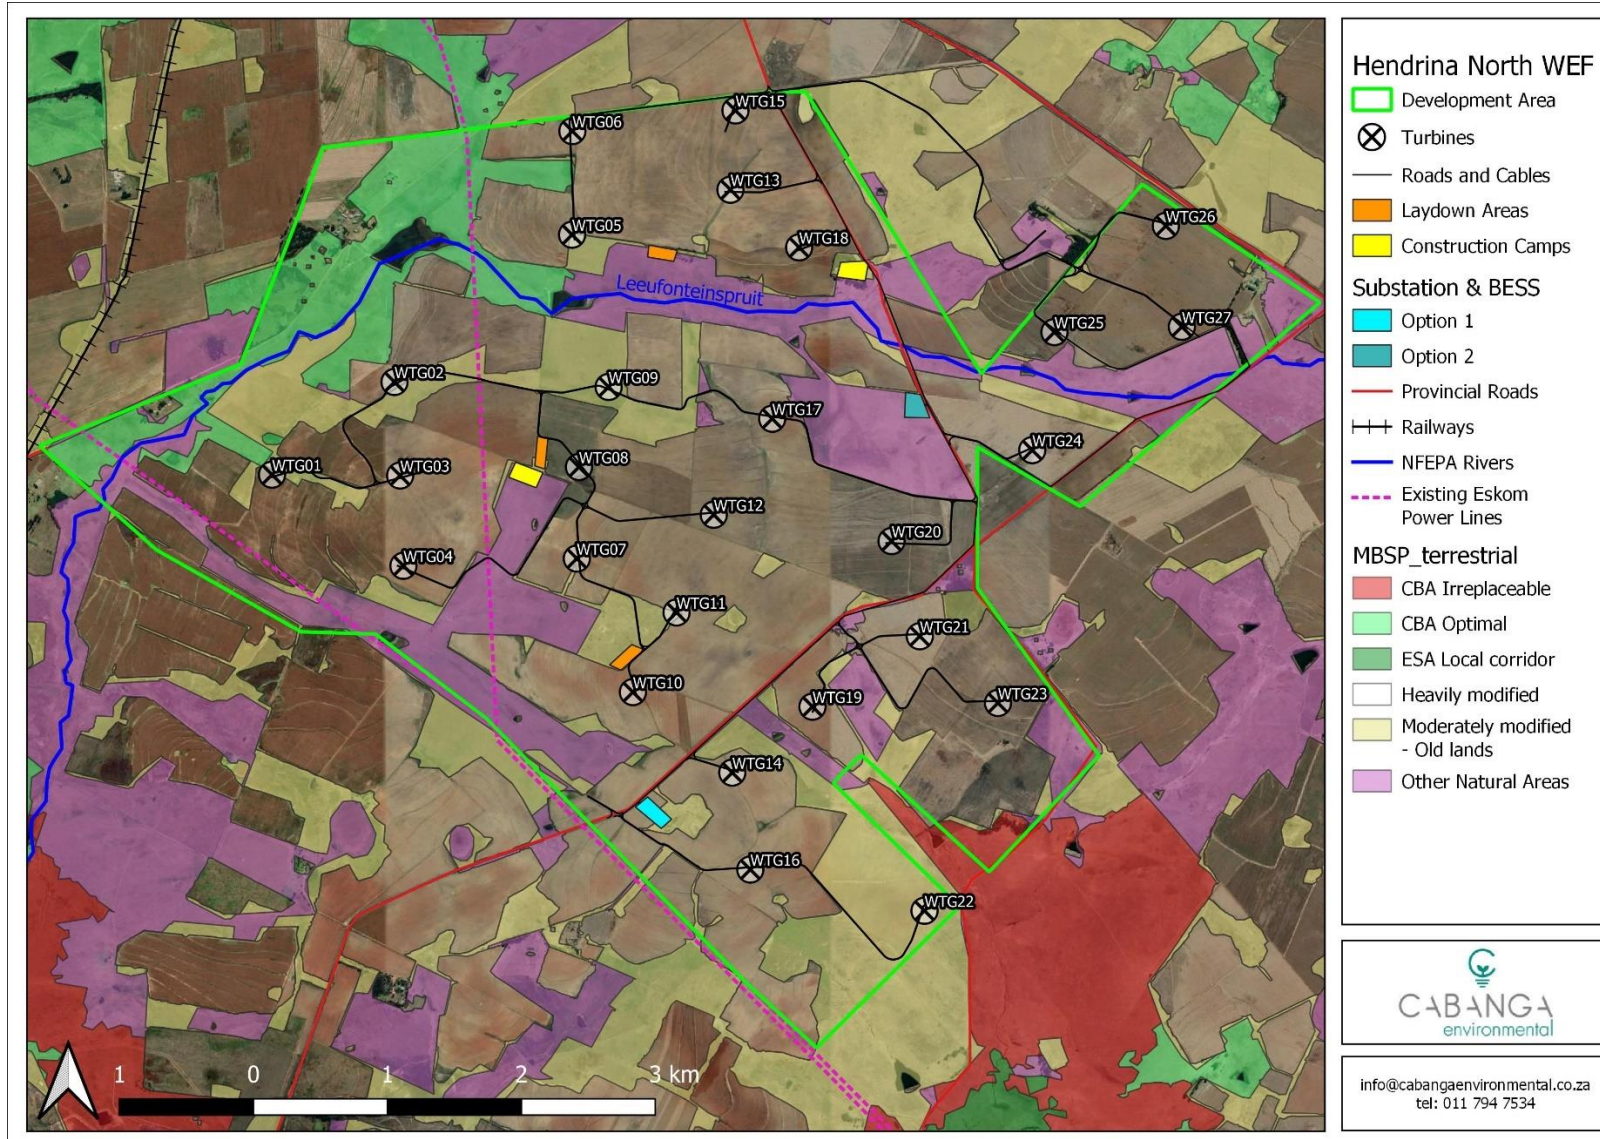 WTG15
WTG06
WTG13
WTG26
WTG05
WTG18
Leeufonteinspruit
WTG25
WTG27
WTG02
WTG09
WTG17
WTG24
WTG01
WTG03
WTG08
WTG12
WTG20
WTG04
WTG07
WTG11
WTG21
WTG10
WTG19
WTG23
WTG14
WTG16
WTG22
1 0 1 2 3 km
Hendrina North WEF
Development Area
Turbines
Roads and Cables
Laydown Areas
Construction Camps
Substation & BESS
Option 1
Option 2
Provincial Roads
Railways
NFEPA Rivers
Existing Eskom
Power Lines
MBSP_terrestrial
CBA Irreplaceable
CBA Optimal
ESA Local corridor
Heavily modified
Moderately modified
- Old lands
Other Natural Areas
CABANGA
environmental
info@cabangaenvironmental.co.za
tel: 011 794 7534